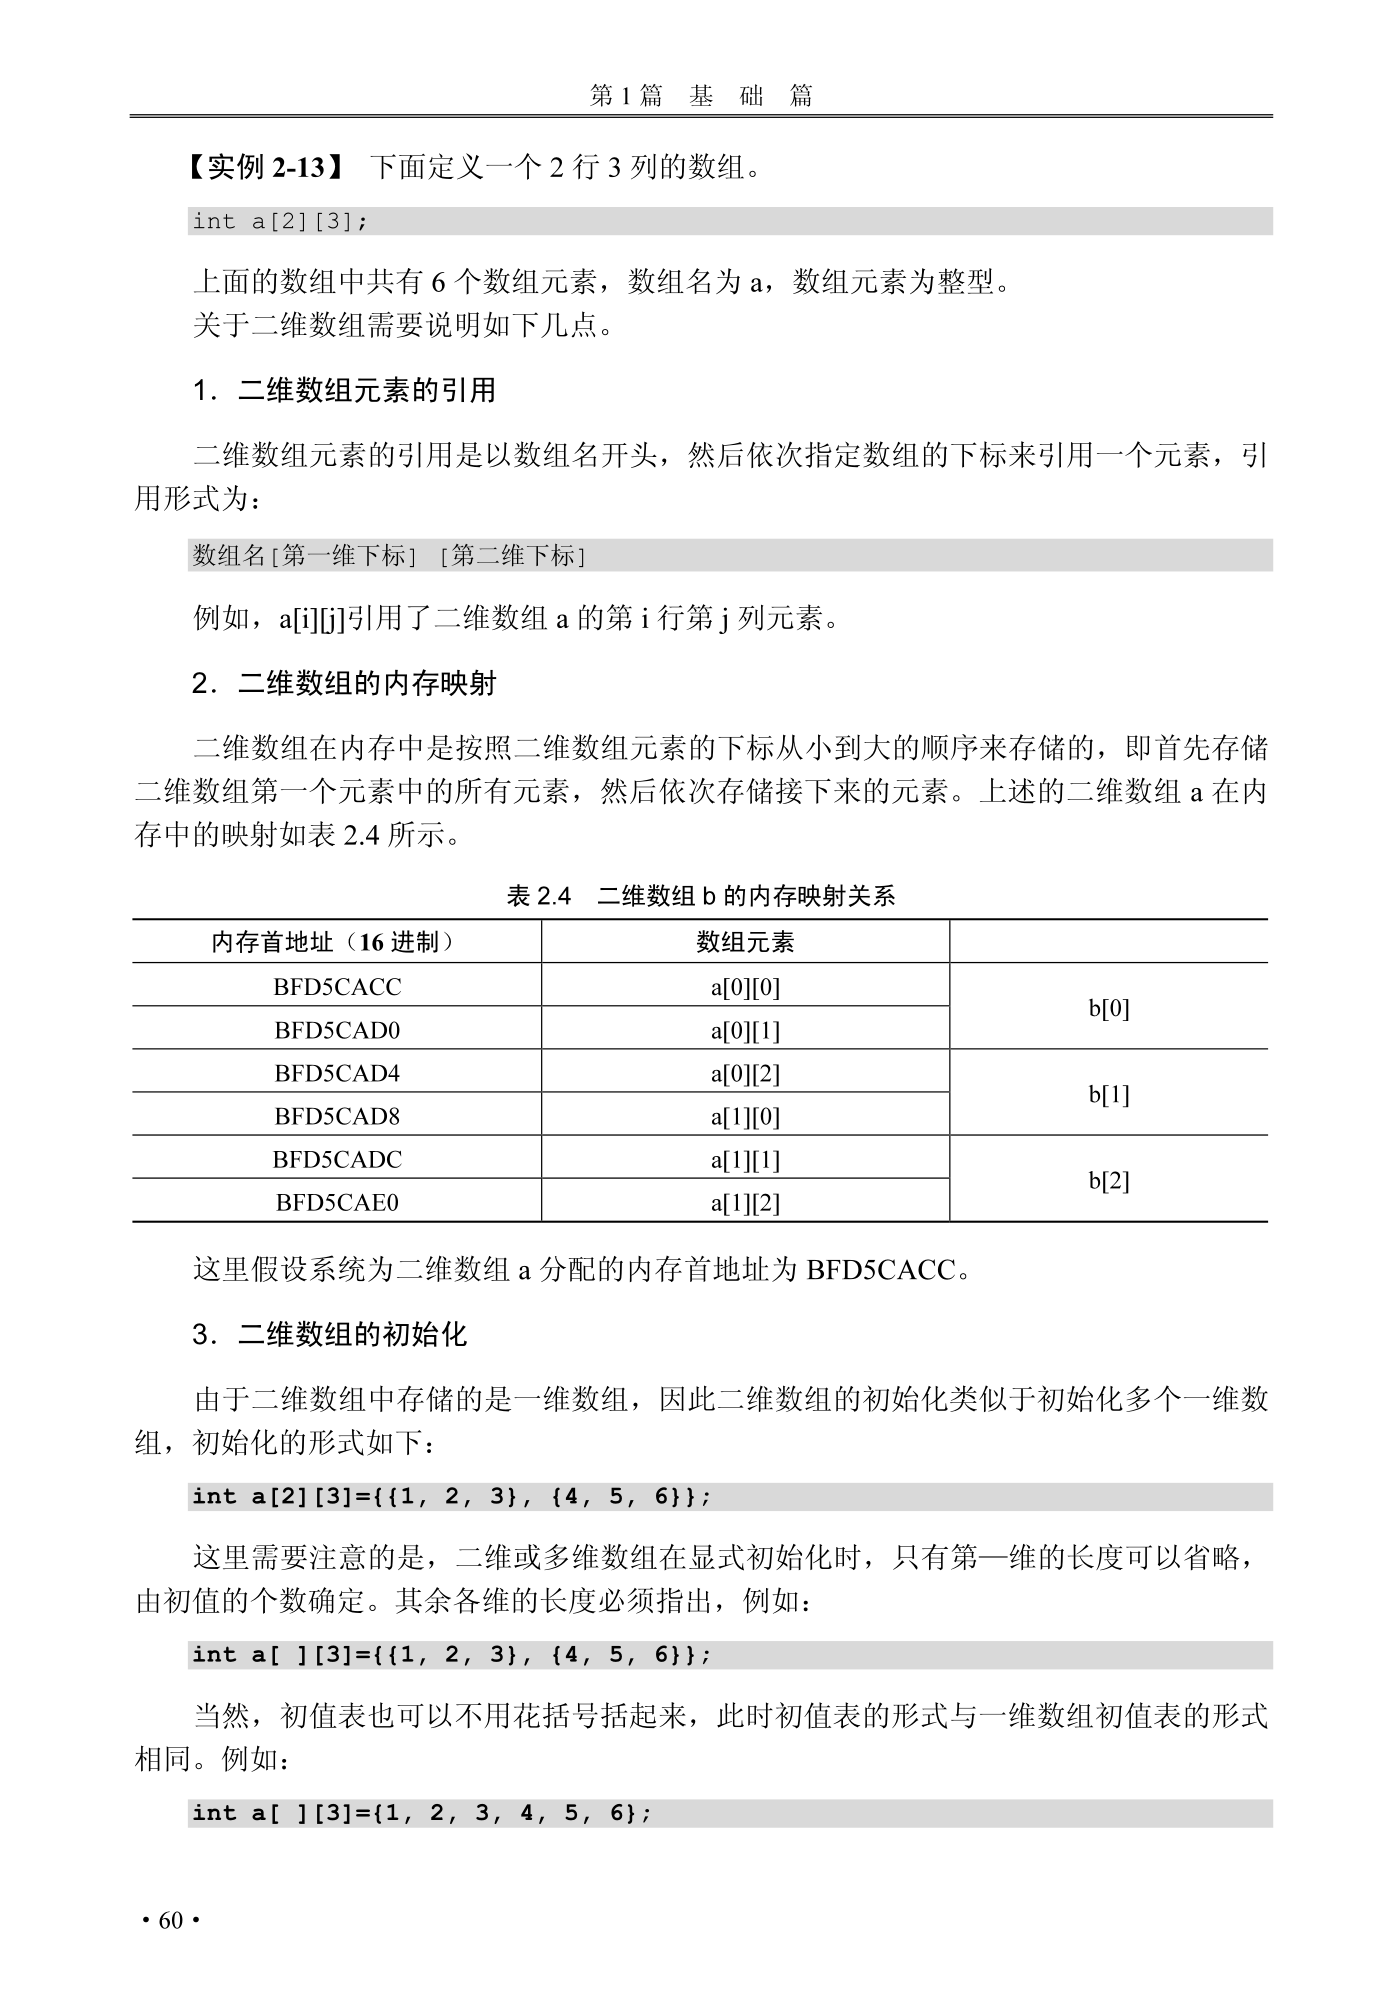 第1篇 基 础 篇
【实例 2-13】 下面定义一个 2 行 3 列的数组。
int a[2][3];
上面的数组中共有 6 个数组元素，数组名为 a，数组元素为整型。
关于二维数组需要说明如下几点。
1．二维数组元素的引用
二维数组元素的引用是以数组名开头，然后依次指定数组的下标来引用一个元素，引
用形式为：
数组名[第一维下标] [第二维下标]
例如，a[i][j]引用了二维数组 a 的第 i 行第 j 列元素。
2．二维数组的内存映射
二维数组在内存中是按照二维数组元素的下标从小到大的顺序来存储的，即首先存储
二维数组第一个元素中的所有元素，然后依次存储接下来的元素。上述的二维数组 a 在内
存中的映射如表 2.4 所示。
表 2.4 二维数组 b 的内存映射关系
内存首地址（16 进制） 数组元素
BFD5CACC a[0][0] b[0]
BFD5CAD0 a[0][1]
BFD5CAD4 a[0][2] b[1]
BFD5CAD8 a[1][0]
BFD5CADC a[1][1] b[2]
BFD5CAE0 a[1][2]
这里假设系统为二维数组 a 分配的内存首地址为 BFD5CACC。
3．二维数组的初始化
由于二维数组中存储的是一维数组，因此二维数组的初始化类似于初始化多个一维数
组，初始化的形式如下：
int a[2][3]={{1, 2, 3}, {4, 5, 6}};
这里需要注意的是，二维或多维数组在显式初始化时，只有第—维的长度可以省略，
由初值的个数确定。其余各维的长度必须指出，例如：
int a[ ][3]={{1, 2, 3}, {4, 5, 6}};
当然，初值表也可以不用花括号括起来，此时初值表的形式与一维数组初值表的形式
相同。例如：
int a[ ][3]={1, 2, 3, 4, 5, 6};
·60·